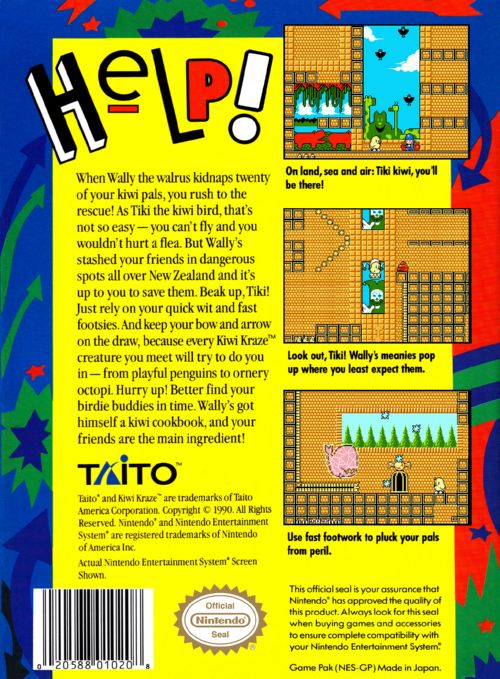 HeLP!
When Wally the walrus kidnaps twenty
of your kiwi pals, you rush to the
rescue! As Tiki the kiwi bird, that's
not so easy — you can't fly and you
wouldn't hurt a flea. But Wally's
stashed your friends in dangerous
spots all over New Zealand and it's
up to you to save them. Beak up, Tiki!
Just rely on your quick wit and fast
footsies. And keep your bow and arrow
on the draw, because every Kiwi Kraze™
creature you meet will try to do you
in — from playful penguins to ornery
octopi. Hurry up! Better find your
birdie buddies in time. Wally's got
himself a kiwi cookbook, and your
friends are the main ingredient!
TAITO™
Taito® and Kiwi Kraze™ are trademarks of Taito
America Corporation. Copyright © 1990. All Rights
Reserved. Nintendo® and Nintendo Entertainment
System® are registered trademarks of Nintendo
of America Inc.
Actual Nintendo Entertainment System® Screen
Shown.
0 20588 01020 8
On land, sea and air: Tiki kiwi, you'll
be there!
Look out, Tiki! Wally's meanies pop
up where you least expect them.
Use fast footwork to pluck your pals
from peril.
Official
Nintendo®
Seal
This official seal is your assurance that
Nintendo® has approved the quality of
this product. Always look for this seal
when buying games and accessories
to ensure complete compatibility with
your Nintendo Entertainment System®.
Game Pak (NES-GP) Made in Japan.